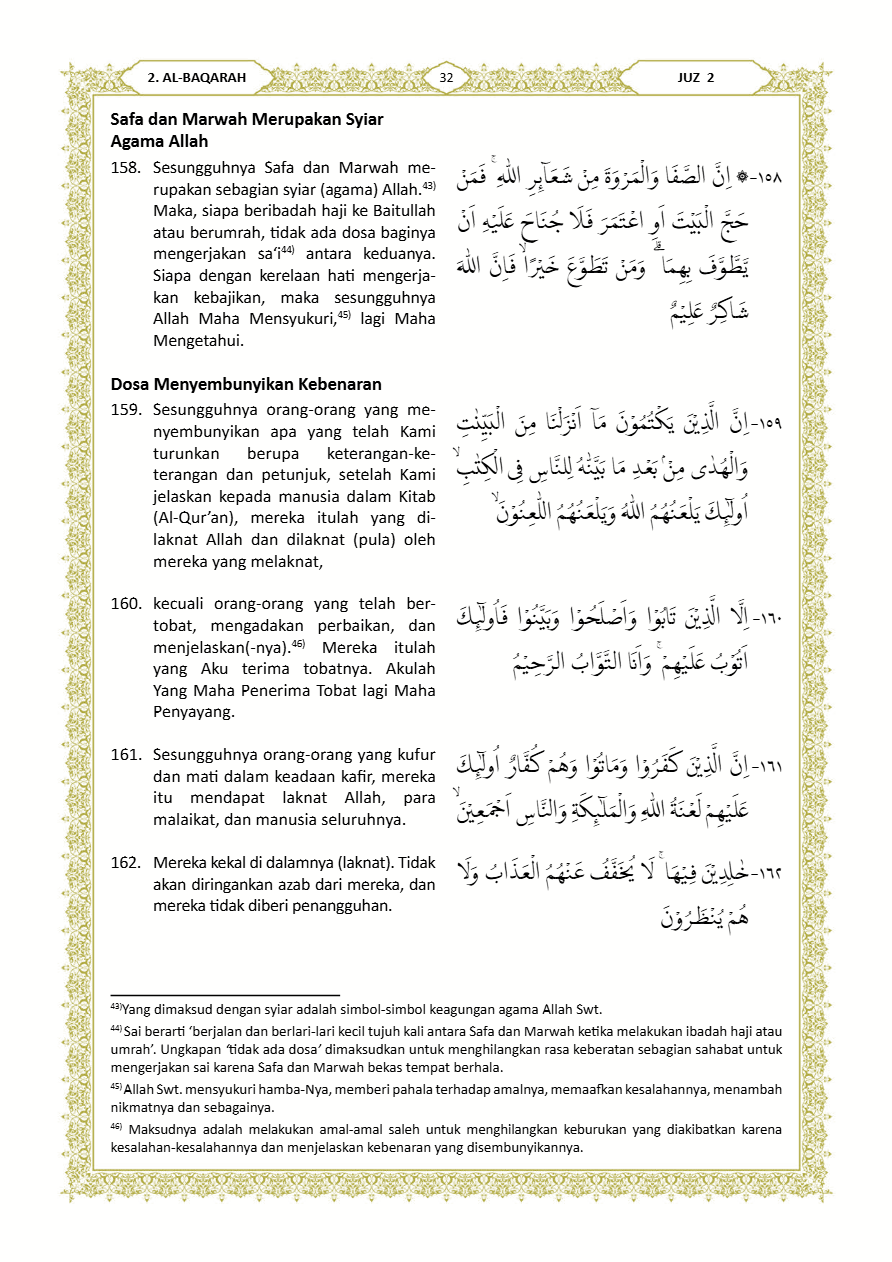 2. AL-BAQARAH
32
JUZ 2
Safa dan Marwah Merupakan Syiar
Agama Allah
158. Sesungguhnya Safa dan Marwah me-
rupakan sebagian syiar (agama) Allah.⁴³⁾
Maka, siapa beribadah haji ke Baitullah
atau berumrah, tidak ada dosa baginya
mengerjakan sa‘i⁴⁴⁾ antara keduanya.
Siapa dengan kerelaan hati mengerja-
kan kebajikan, maka sesungguhnya
Allah Maha Mensyukuri,⁴⁵⁾ lagi Maha
Mengetahui.
١٥٨- ۞ اِنَّ الصَّفَا وَالْمَرْوَةَ مِنْ شَعَاۤىِٕرِ اللّٰهِ ۚ فَمَنْ
حَجَّ الْبَيْتَ اَوِ اعْتَمَرَ فَلَا جُنَاحَ عَلَيْهِ اَنْ
يَّطَّوَّفَ بِهِمَا ۗ وَمَنْ تَطَوَّعَ خَيْرًاۙ فَاِنَّ اللّٰهَ
شَاكِرٌ عَلِيْمٌ
Dosa Menyembunyikan Kebenaran
159. Sesungguhnya orang-orang yang me-
nyembunyikan apa yang telah Kami
turunkan berupa keterangan-ke-
terangan dan petunjuk, setelah Kami
jelaskan kepada manusia dalam Kitab
(Al-Qur’an), mereka itulah yang di-
laknat Allah dan dilaknat (pula) oleh
mereka yang melaknat,
١٥٩- اِنَّ الَّذِيْنَ يَكْتُمُوْنَ مَآ اَنْزَلْنَا مِنَ الْبَيِّنٰتِ
وَالْهُدٰى مِنْۢ بَعْدِ مَا بَيَّنّٰهُ لِلنَّاسِ فِى الْكِتٰبِۙ
اُولٰۤىِٕكَ يَلْعَنُهُمُ اللّٰهُ وَيَلْعَنُهُمُ اللّٰعِنُوْنَۙ
160. kecuali orang-orang yang telah ber-
tobat, mengadakan perbaikan, dan
menjelaskan(-nya).⁴⁶⁾ Mereka itulah
yang Aku terima tobatnya. Akulah
Yang Maha Penerima Tobat lagi Maha
Penyayang.
١٦٠- اِلَّا الَّذِيْنَ تَابُوْا وَاَصْلَحُوْا وَبَيَّنُوْا فَاُولٰۤىِٕكَ
اَتُوْبُ عَلَيْهِمْ ۚ وَاَنَا التَّوَّابُ الرَّحِيْمُ
161. Sesungguhnya orang-orang yang kufur
dan mati dalam keadaan kafir, mereka
itu mendapat laknat Allah, para
malaikat, dan manusia seluruhnya.
١٦١- اِنَّ الَّذِيْنَ كَفَرُوْا وَمَاتُوْا وَهُمْ كُفَّارٌ اُولٰۤىِٕكَ
عَلَيْهِمْ لَعْنَةُ اللّٰهِ وَالْمَلٰۤىِٕكَةِ وَالنَّاسِ اَجْمَعِيْنَۙ
162. Mereka kekal di dalamnya (laknat). Tidak
akan diringankan azab dari mereka, dan
mereka tidak diberi penangguhan.
١٦٢- خٰلِدِيْنَ فِيْهَا ۚ لَا يُخَفَّفُ عَنْهُمُ الْعَذَابُ وَلَا
هُمْ يُنْظَرُوْنَ
⁴³⁾Yang dimaksud dengan syiar adalah simbol-simbol keagungan agama Allah Swt.
⁴⁴⁾ Sai berarti ‘berjalan dan berlari-lari kecil tujuh kali antara Safa dan Marwah ketika melakukan ibadah haji atau
umrah’. Ungkapan ‘tidak ada dosa’ dimaksudkan untuk menghilangkan rasa keberatan sebagian sahabat untuk
mengerjakan sai karena Safa dan Marwah bekas tempat berhala.
⁴⁵⁾ Allah Swt. mensyukuri hamba-Nya, memberi pahala terhadap amalnya, memaafkan kesalahannya, menambah
nikmatnya dan sebagainya.
⁴⁶⁾ Maksudnya adalah melakukan amal-amal saleh untuk menghilangkan keburukan yang diakibatkan karena
kesalahan-kesalahannya dan menjelaskan kebenaran yang disembunyikannya.